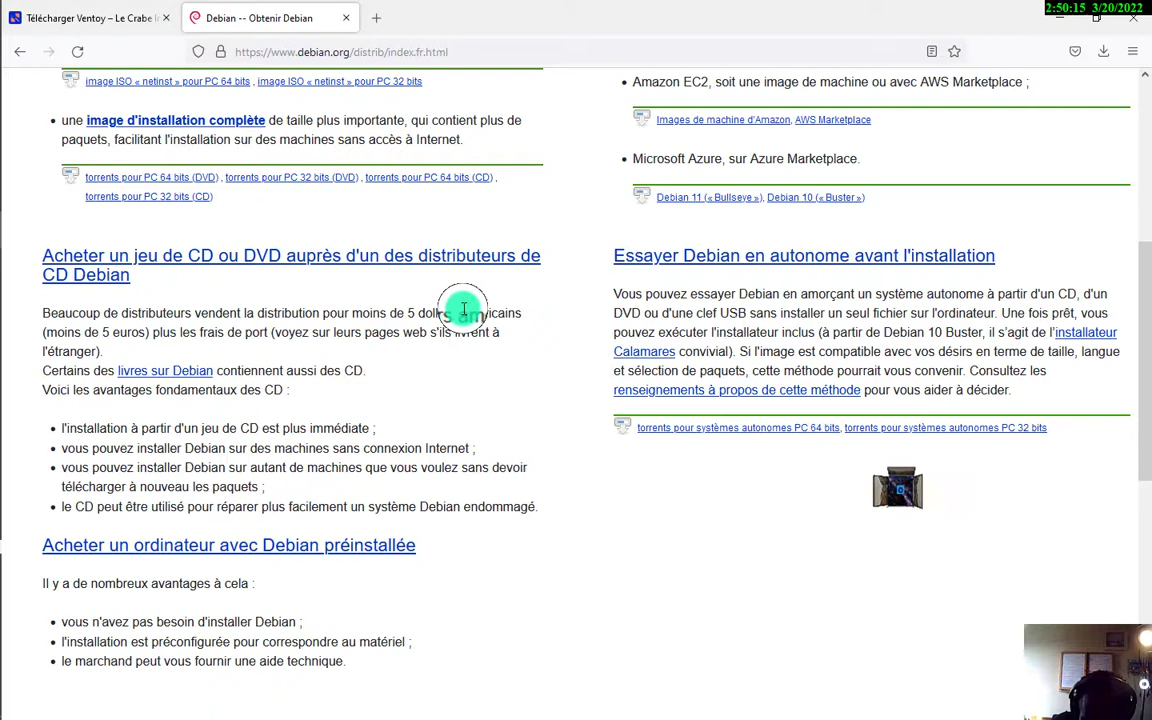 Télécharger Ventoy – Le Crabe
Debian -- Obtenir Debian
2:50:15 3/20/2022
https://www.debian.org/distrib/index.fr.html
image ISO « netinst » pour PC 64 bits , image ISO « netinst » pour PC 32 bits
une image d'installation complète de taille plus importante, qui contient plus de
paquets, facilitant l'installation sur des machines sans accès à Internet.
torrents pour PC 64 bits (DVD) , torrents pour PC 32 bits (DVD) , torrents pour PC 64 bits (CD) ,
torrents pour PC 32 bits (CD)
Acheter un jeu de CD ou DVD auprès d'un des distributeurs de
CD Debian
Beaucoup de distributeurs vendent la distribution pour moins de 5 dollrs américains
(moins de 5 euros) plus les frais de port (voyez sur leurs pages web s'ils livrent à
l'étranger).
Certains des livres sur Debian contiennent aussi des CD.
Voici les avantages fondamentaux des CD :
l'installation à partir d'un jeu de CD est plus immédiate ;
vous pouvez installer Debian sur des machines sans connexion Internet ;
vous pouvez installer Debian sur autant de machines que vous voulez sans devoir
télécharger à nouveau les paquets ;
le CD peut être utilisé pour réparer plus facilement un système Debian endommagé.
Acheter un ordinateur avec Debian préinstallée
Il y a de nombreux avantages à cela :
vous n'avez pas besoin d'installer Debian ;
l'installation est préconfigurée pour correspondre au matériel ;
le marchand peut vous fournir une aide technique.
Amazon EC2, soit une image de machine ou avec AWS Marketplace ;
Images de machine d'Amazon, AWS Marketplace
Microsoft Azure, sur Azure Marketplace.
Debian 11 (« Bullseye »), Debian 10 (« Buster »)
Essayer Debian en autonome avant l'installation
Vous pouvez essayer Debian en amorçant un système autonome à partir d'un CD, d'un
DVD ou d'une clef USB sans installer un seul fichier sur l'ordinateur. Une fois prêt, vous
pouvez exécuter l'installateur inclus (à partir de Debian 10 Buster, il s’agit de l’installateur
Calamares convivial). Si l'image est compatible avec vos désirs en terme de taille, langue
et sélection de paquets, cette méthode pourrait vous convenir. Consultez les
renseignements à propos de cette méthode pour vous aider à décider.
torrents pour systèmes autonomes PC 64 bits, torrents pour systèmes autonomes PC 32 bits